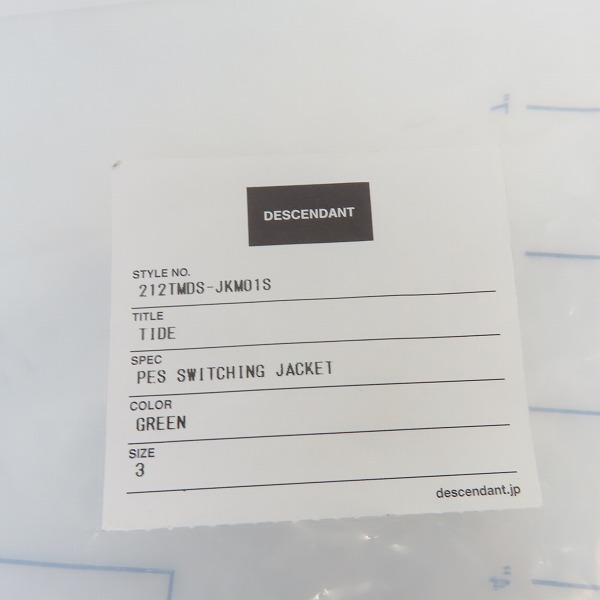 DESCENDANT
STYLE NO.
212TMDS-JKM01S
TITLE
TIDE
SPEC
PES SWITCHING JACKET
COLOR
GREEN
SIZE
3
descendant.jp